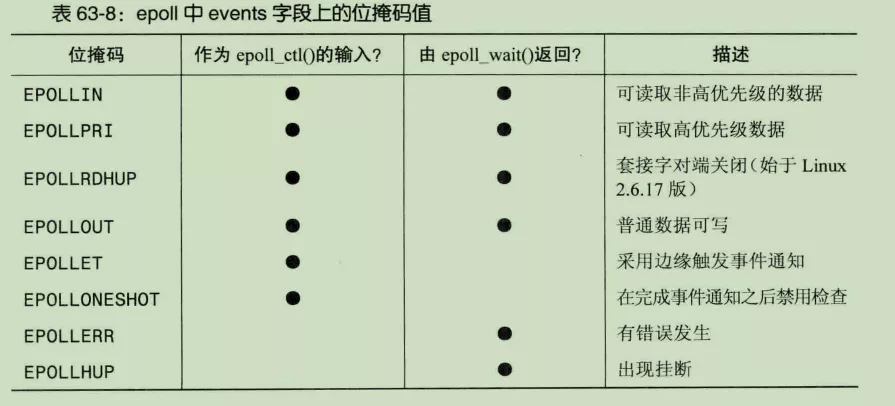 表 63-8：epoll 中 events 字段上的位掩码值
位掩码 作为 epoll_ctl()的输入？ 由 epoll_wait()返回？ 描述
EPOLLIN ● ● 可读取非高优先级的数据
EPOLLPRI ● ● 可读取高优先级数据
EPOLLRDHUP ● ● 套接字对端关闭（始于 Linux
2.6.17 版）
EPOLLOUT ● ● 普通数据可写
EPOLLET ● 采用边缘触发事件通知
EPOLLONESHOT ● 在完成事件通知之后禁用检查
EPOLLERR ● 有错误发生
EPOLLHUP ● 出现挂断